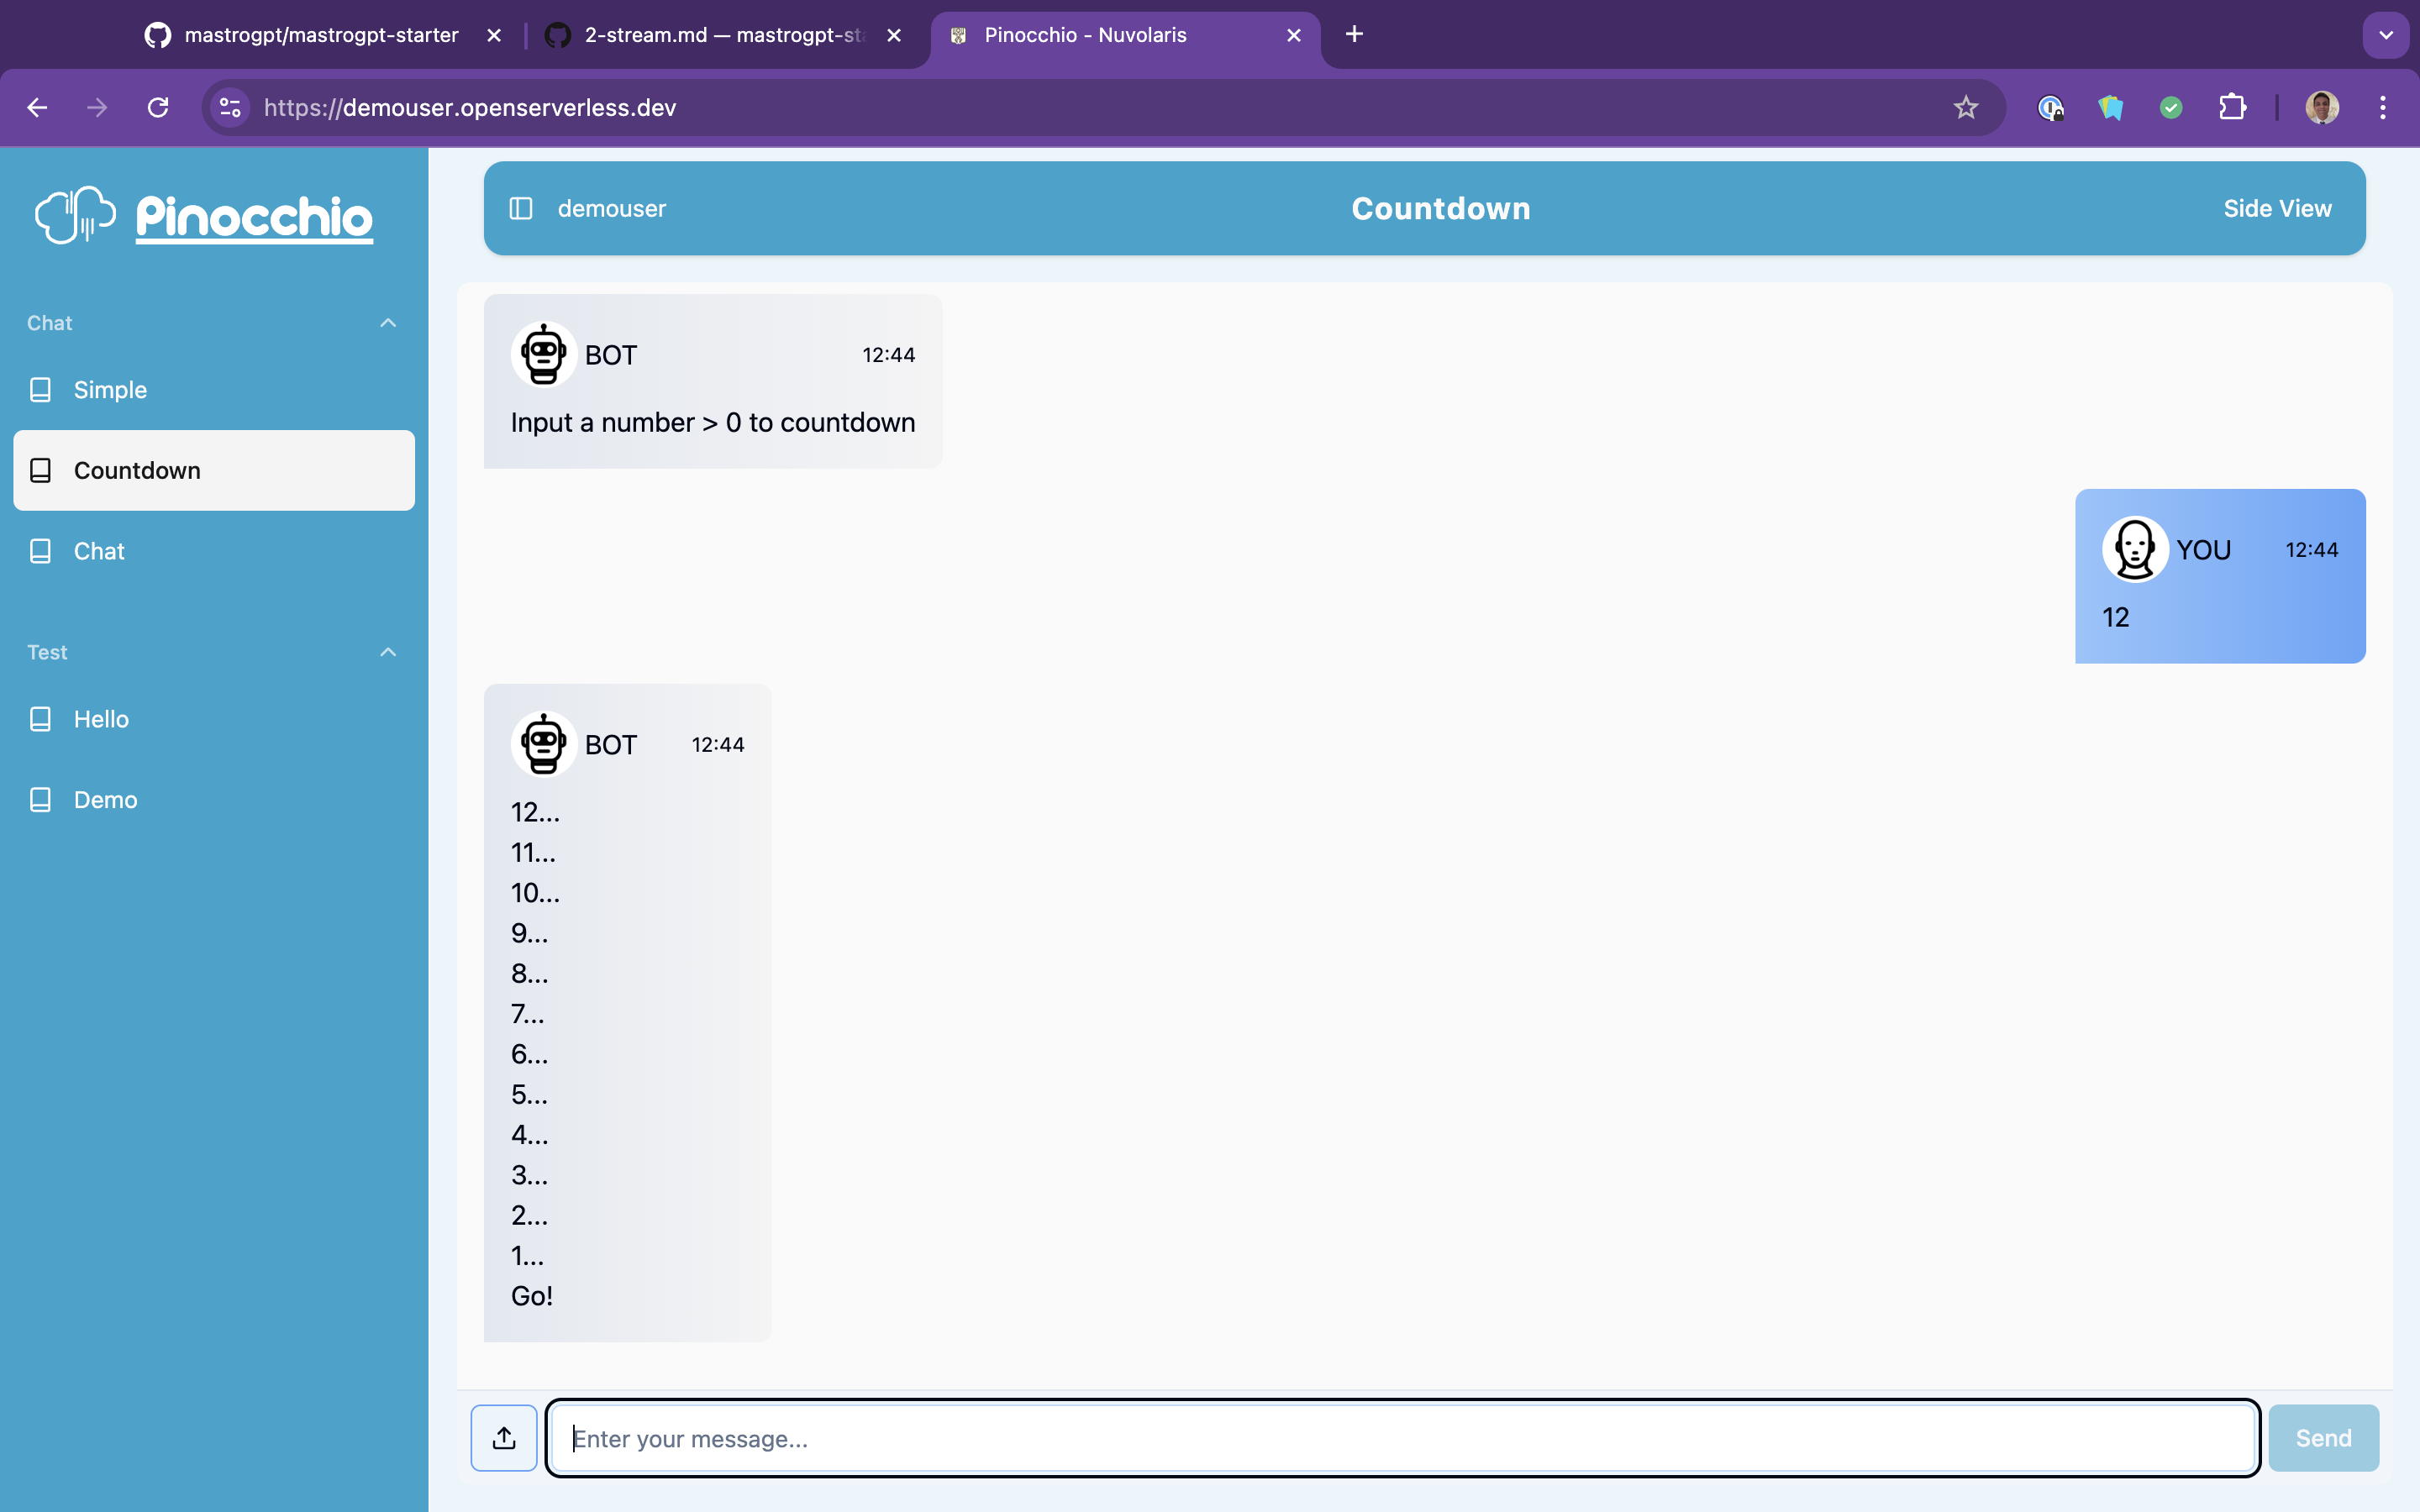 mastrogpt/mastrogpt-starter
2-stream.md — mastrogpt-sta
Pinocchio - Nuvolaris
https://demouser.openserverless.dev
Pinocchio
Chat
Simple
Countdown
Chat
Test
Hello
Demo
demouser
Countdown
Side View
BOT 12:44
Input a number > 0 to countdown
YOU 12:44
12
BOT 12:44
12...
11...
10...
9...
8...
7...
6...
5...
4...
3...
2...
1...
Go!
Enter your message...
Send